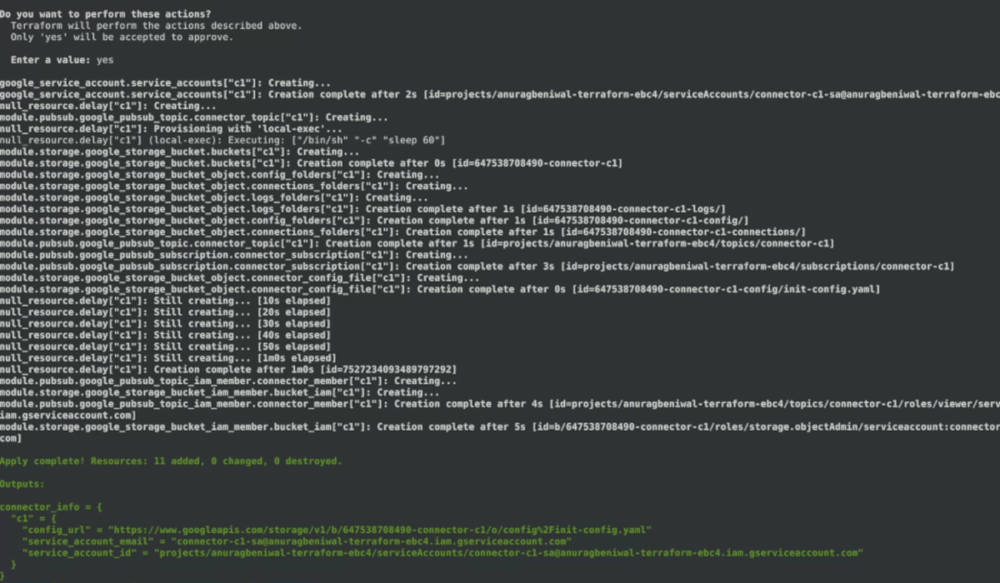 Do you want to perform these actions?
  Terraform will perform the actions described above.
  Only 'yes' will be accepted to approve.

  Enter a value: yes

google_service_account.service_accounts["c1"]: Creating...
google_service_account.service_accounts["c1"]: Creation complete after 2s [id=projects/anuragbeniwal-terraform-ebc4/serviceAccounts/connector-c1-sa@anuragbeniwal-terraform-ebc
null_resource.delay["c1"]: Creating...
module.pubsub.google_pubsub_topic.connector_topic["c1"]: Creating...
null_resource.delay["c1"]: Provisioning with 'local-exec'...
null_resource.delay["c1"] (local-exec): Executing: ["/bin/sh" "-c" "sleep 60"]
module.storage.google_storage_bucket.buckets["c1"]: Creating...
module.storage.google_storage_bucket.buckets["c1"]: Creation complete after 0s [id=647538708490-connector-c1]
module.storage.google_storage_bucket_object.config_folders["c1"]: Creating...
module.storage.google_storage_bucket_object.connections_folders["c1"]: Creating...
module.storage.google_storage_bucket_object.logs_folders["c1"]: Creating...
module.storage.google_storage_bucket_object.logs_folders["c1"]: Creation complete after 1s [id=647538708490-connector-c1-logs/]
module.storage.google_storage_bucket_object.config_folders["c1"]: Creation complete after 1s [id=647538708490-connector-c1-config/]
module.storage.google_storage_bucket_object.connections_folders["c1"]: Creation complete after 1s [id=647538708490-connector-c1-connections/]
module.pubsub.google_pubsub_topic.connector_topic["c1"]: Creation complete after 1s [id=projects/anuragbeniwal-terraform-ebc4/topics/connector-c1]
module.pubsub.google_pubsub_subscription.connector_subscription["c1"]: Creating...
module.pubsub.google_pubsub_subscription.connector_subscription["c1"]: Creation complete after 3s [id=projects/anuragbeniwal-terraform-ebc4/subscriptions/connector-c1]
module.storage.google_storage_bucket_object.connector_config_file["c1"]: Creating...
module.storage.google_storage_bucket_object.connector_config_file["c1"]: Creation complete after 0s [id=647538708490-connector-c1-config/init-config.yaml]
null_resource.delay["c1"]: Still creating... [10s elapsed]
null_resource.delay["c1"]: Still creating... [20s elapsed]
null_resource.delay["c1"]: Still creating... [30s elapsed]
null_resource.delay["c1"]: Still creating... [40s elapsed]
null_resource.delay["c1"]: Still creating... [50s elapsed]
null_resource.delay["c1"]: Still creating... [1m0s elapsed]
null_resource.delay["c1"]: Creation complete after 1m0s [id=7527234093489797292]
module.pubsub.google_pubsub_topic_iam_member.connector_member["c1"]: Creating...
module.storage.google_storage_bucket_iam_member.bucket_iam["c1"]: Creating...
module.pubsub.google_pubsub_topic_iam_member.connector_member["c1"]: Creation complete after 4s [id=projects/anuragbeniwal-terraform-ebc4/topics/connector-c1/roles/viewer/serv
iam.gserviceaccount.com]
module.storage.google_storage_bucket_iam_member.bucket_iam["c1"]: Creation complete after 5s [id=b/647538708490-connector-c1/roles/storage.objectAdmin/serviceaccount:connector
com]

Apply complete! Resources: 11 added, 0 changed, 0 destroyed.

Outputs:

connector_info = {
  "c1" = {
    "config_url" = "https://www.googleapis.com/storage/v1/b/647538708490-connector-c1/o/config%2Finit-config.yaml"
    "service_account_email" = "connector-c1-sa@anuragbeniwal-terraform-ebc4.iam.gserviceaccount.com"
    "service_account_id" = "projects/anuragbeniwal-terraform-ebc4/serviceAccounts/connector-c1-sa@anuragbeniwal-terraform-ebc4.iam.gserviceaccount.com"
  }
}